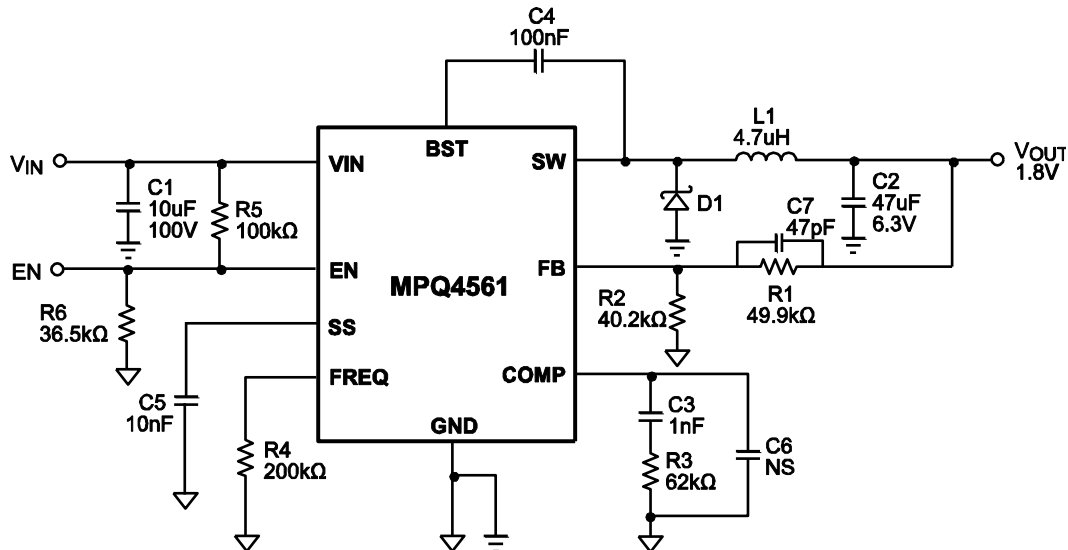 C4
100nF
BST
VIN
VIN
SW
L1
4.7uH
VOUT
1.8V
C1
10uF
100V
R5
100kΩ
D1
C7
47pF
C2
47uF
6.3V
EN
EN
FB
MPQ4561
R6
36.5kΩ
R2
40.2kΩ
R1
49.9kΩ
SS
FREQ
COMP
C5
10nF
GND
C3
1nF
R4
200kΩ
R3
62kΩ
C6
NS